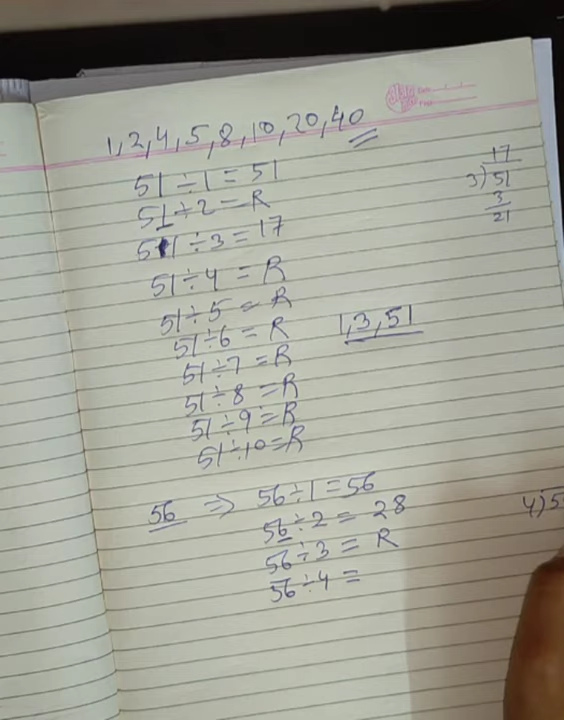 1,2,4,5,8,10,20,40
51 ÷ 1 = 51
51 ÷ 2 = R
51 ÷ 3 = 17
51 ÷ 4 = R
51 ÷ 5 = R
51 ÷ 6 = R
51 ÷ 7 = R
51 ÷ 8 = R
51 ÷ 9 = R
51 ÷ 10 = R
17
3)51
3
21
1,3,51
56 ⇒ 56 ÷ 1 = 56
56 ÷ 2 = 28
56 ÷ 3 = R
56 ÷ 4 =
4)5